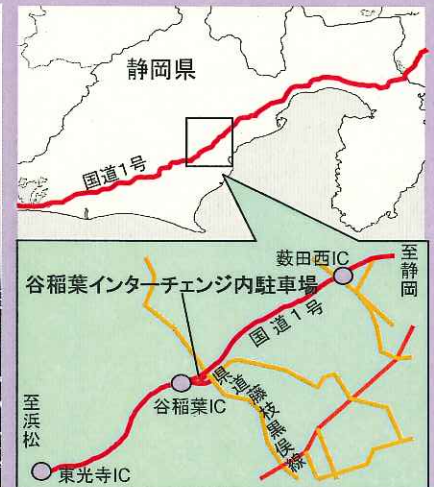 静岡県
国道1号
薮田西IC
至静岡
谷稲葉インターチェンジ内駐車場
国道1号
谷稲葉IC
県道藤枝黒俣線
至浜松
東光寺IC